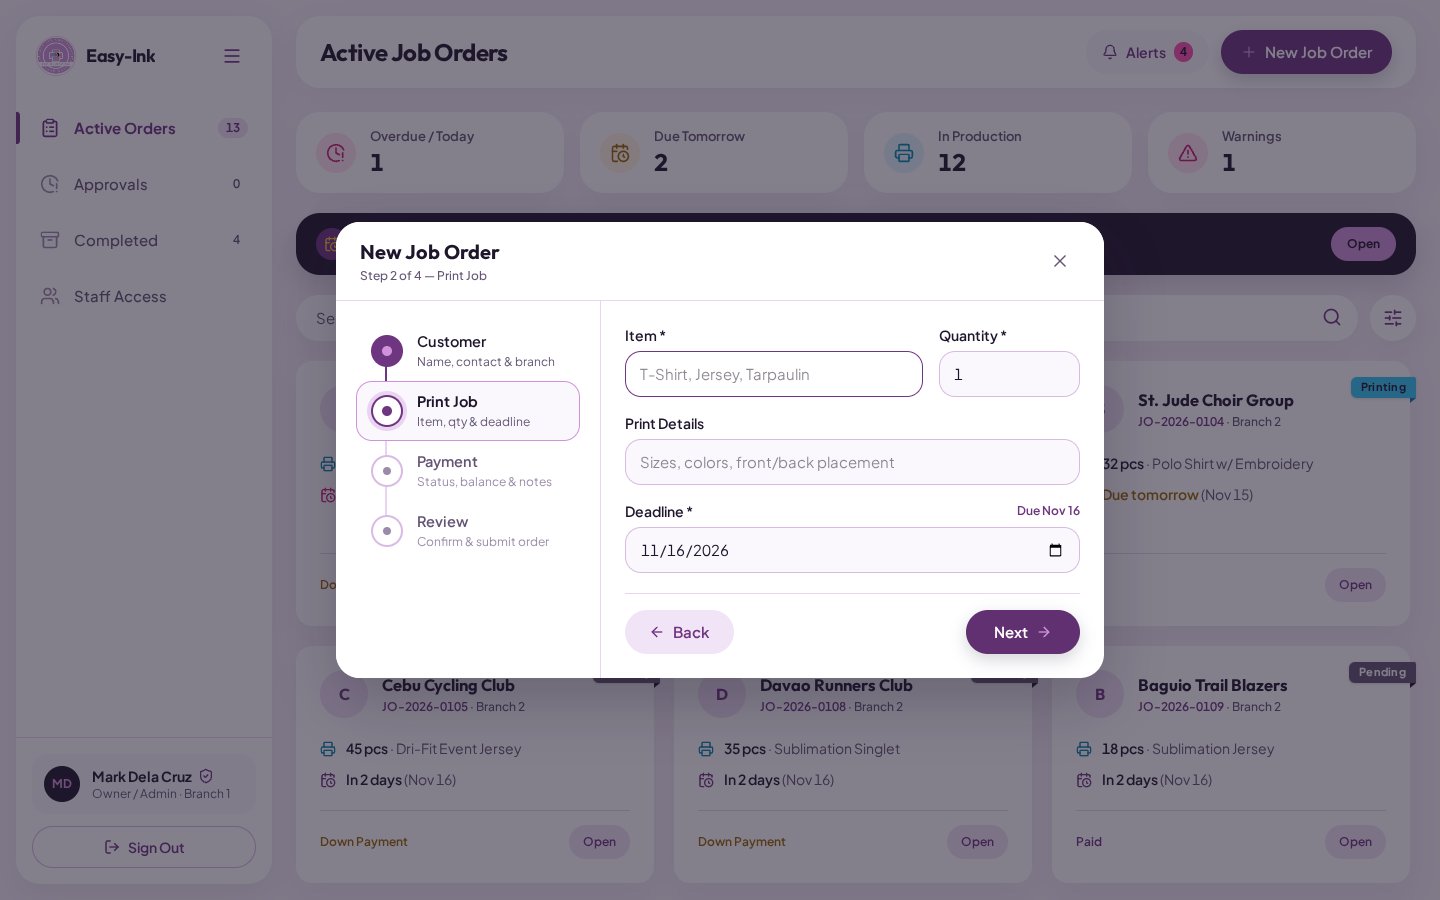 Easy-Ink
Active Orders 13
Approvals 0
Completed 4
Staff Access
MD
Mark Dela Cruz
Owner / Admin · Branch 1
Sign Out
Active Job Orders
Alerts 4
New Job Order
Overdue / Today
1
Due Tomorrow
2
In Production
12
Warnings
1
Open
Se
New Job Order
Step 2 of 4 — Print Job
Customer
Name, contact & branch
Print Job
Item, qty & deadline
Payment
Status, balance & notes
Review
Confirm & submit order
Item *
T-Shirt, Jersey, Tarpaulin
Quantity *
1
Print Details
Sizes, colors, front/back placement
Deadline *
Due Nov 16
11/16/2026
Back
Next
Do
Printing
St. Jude Choir Group
JO-2026-0104 · Branch 2
32 pcs · Polo Shirt w/ Embroidery
Due tomorrow (Nov 15)
Open
C
Cebu Cycling Club
JO-2026-0105 · Branch 2
45 pcs · Dri-Fit Event Jersey
In 2 days (Nov 16)
Down Payment
Open
D
Davao Runners Club
JO-2026-0108 · Branch 2
35 pcs · Sublimation Singlet
In 2 days (Nov 16)
Down Payment
Open
Pending
B
Baguio Trail Blazers
JO-2026-0109 · Branch 2
18 pcs · Sublimation Jersey
In 2 days (Nov 16)
Paid
Open